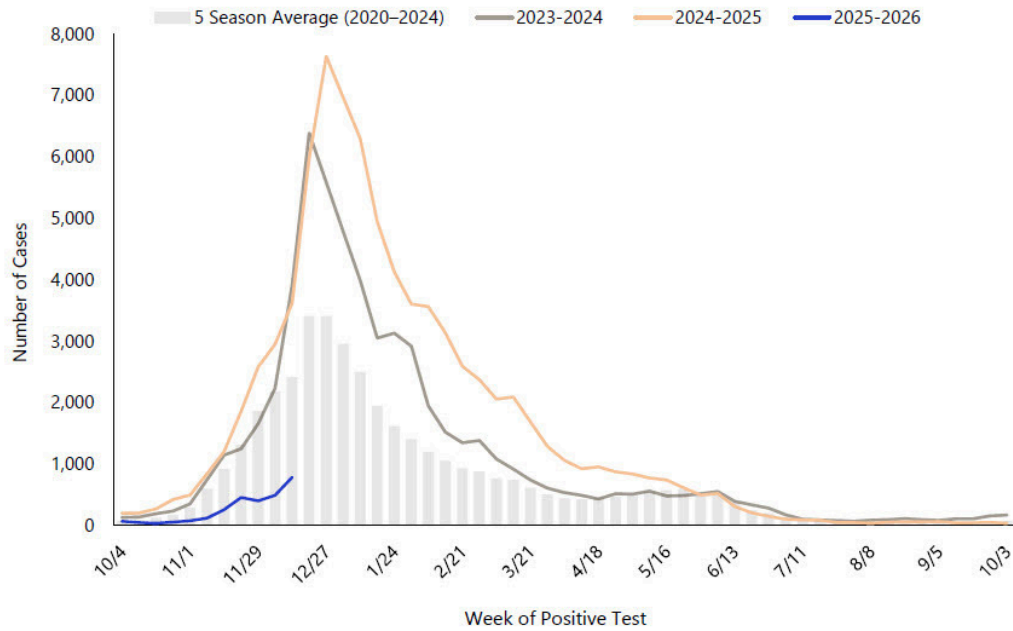 5 Season Average (2020–2024) 2023-2024 2024-2025 2025-2026
8,000
7,000
6,000
5,000
4,000
3,000
2,000
1,000
0
Number of Cases
10/4 11/1 11/29 12/27 1/24 2/21 3/21 4/18 5/16 6/13 7/11 8/8 9/5 10/3
Week of Positive Test